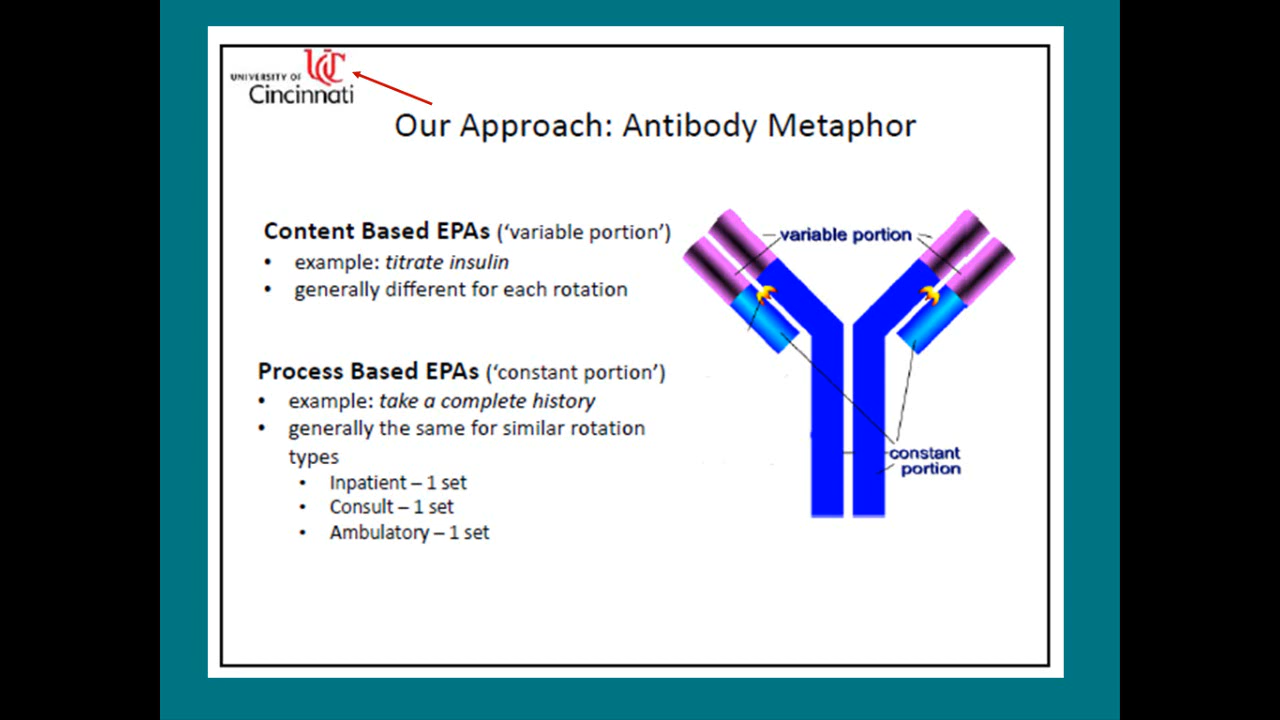 UC
UNIVERSITY OF
Cincinnati
Our Approach: Antibody Metaphor
Content Based EPAs (‘variable portion’)
• example: titrate insulin
• generally different for each rotation
Process Based EPAs (‘constant portion’)
• example: take a complete history
• generally the same for similar rotation
types
• Inpatient – 1 set
• Consult – 1 set
• Ambulatory – 1 set
variable portion
constant
portion